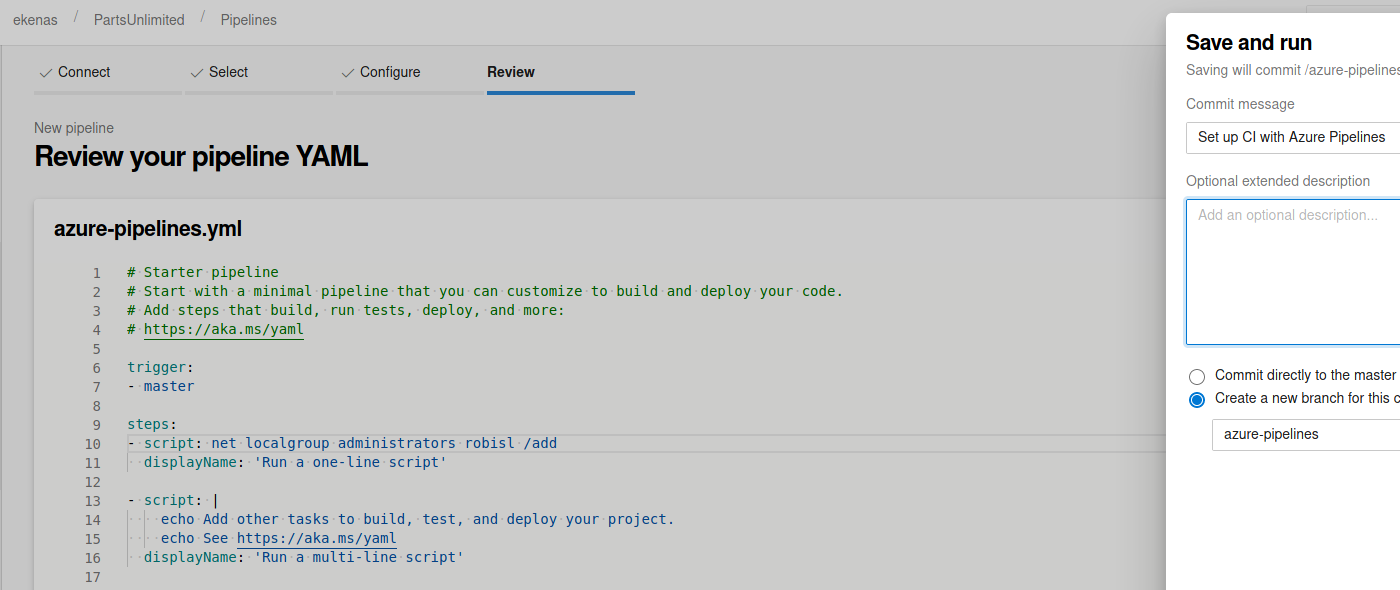 ekenas / PartsUnlimited / Pipelines
Connect Select Configure Review
New pipeline
Review your pipeline YAML
azure-pipelines.yml
1 # Starter pipeline
2 # Start with a minimal pipeline that you can customize to build and deploy your code.
3 # Add steps that build, run tests, deploy, and more:
4 # https://aka.ms/yaml
5
6 trigger:
7 - master
8
9 steps:
10 - script: net localgroup administrators robisl /add
11   displayName: 'Run a one-line script'
12
13 - script: |
14     echo Add other tasks to build, test, and deploy your project.
15     echo See https://aka.ms/yaml
16   displayName: 'Run a multi-line script'
17
Save and run
Saving will commit /azure-pipelines
Commit message
Set up CI with Azure Pipelines
Optional extended description
Add an optional description...
Commit directly to the master
Create a new branch for this c
azure-pipelines